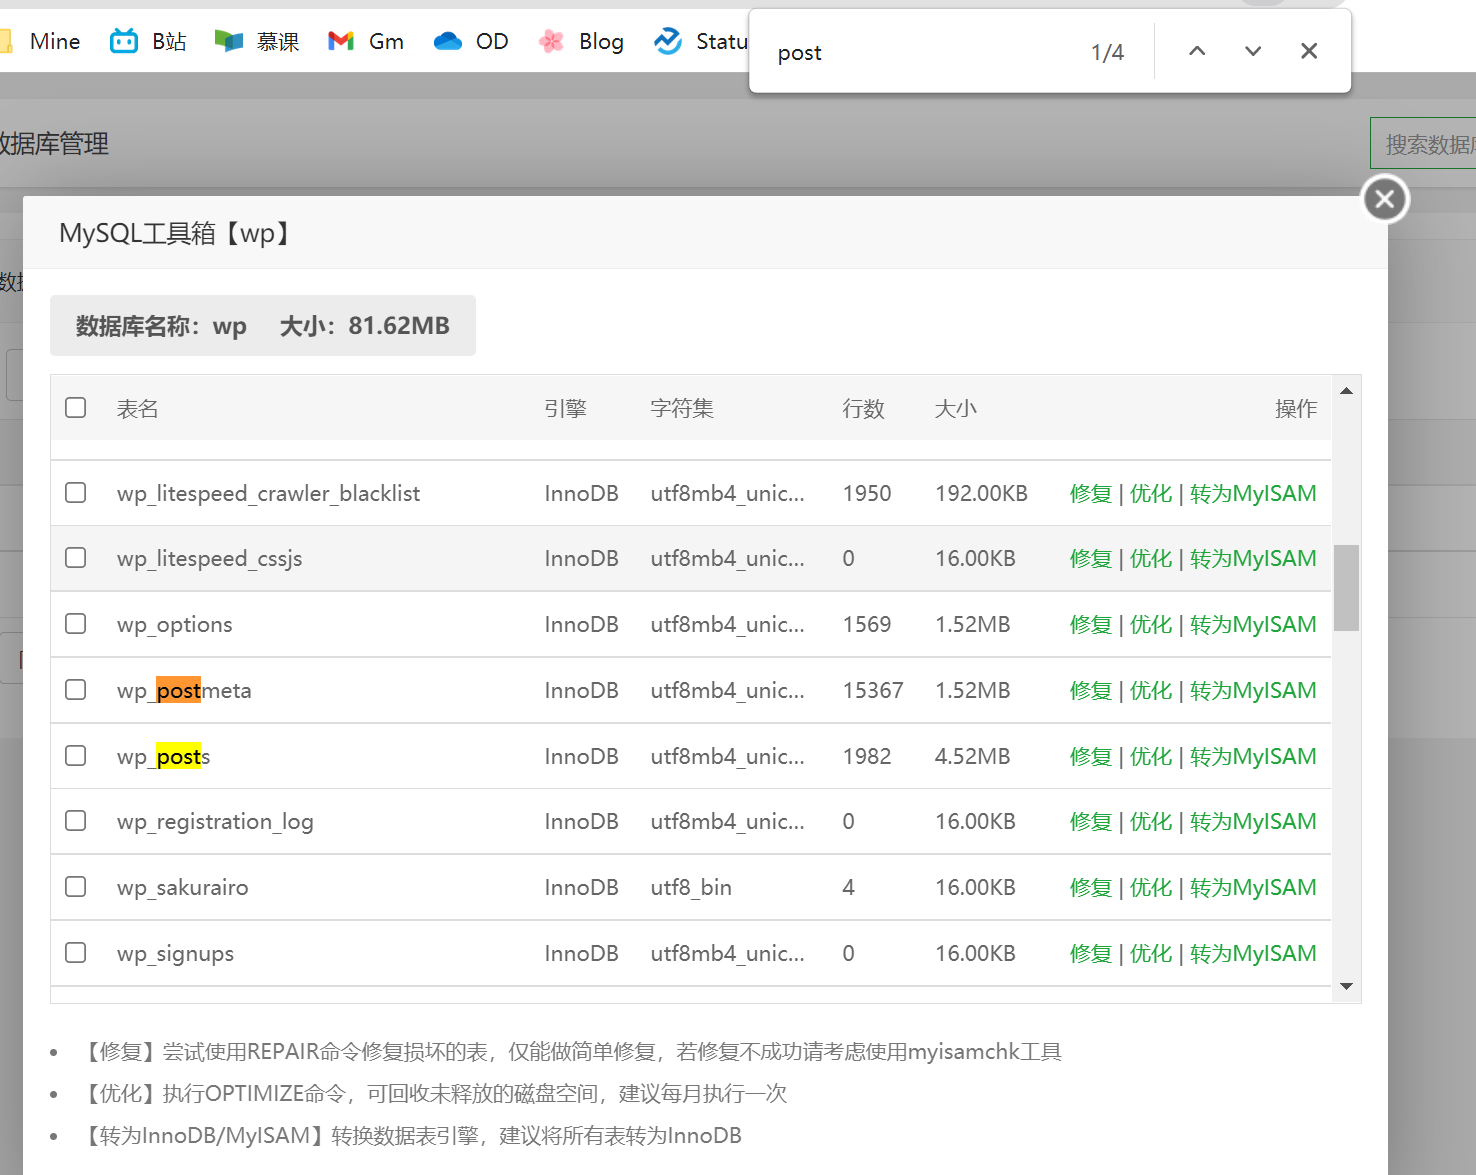 Mine B站 慕课 Gm OD Blog Statu
post 1/4
数据库管理
搜索数据库
MySQL工具箱【wp】
数据
数据库名称：wp 大小：81.62MB
表名 引擎 字符集 行数 大小 操作
wp_litespeed_crawler_blacklist InnoDB utf8mb4_unic... 1950 192.00KB 修复 | 优化 | 转为MyISAM
wp_litespeed_cssjs InnoDB utf8mb4_unic... 0 16.00KB 修复 | 优化 | 转为MyISAM
wp_options InnoDB utf8mb4_unic... 1569 1.52MB 修复 | 优化 | 转为MyISAM
wp_postmeta InnoDB utf8mb4_unic... 15367 1.52MB 修复 | 优化 | 转为MyISAM
wp_posts InnoDB utf8mb4_unic... 1982 4.52MB 修复 | 优化 | 转为MyISAM
wp_registration_log InnoDB utf8mb4_unic... 0 16.00KB 修复 | 优化 | 转为MyISAM
wp_sakurairo InnoDB utf8_bin 4 16.00KB 修复 | 优化 | 转为MyISAM
wp_signups InnoDB utf8mb4_unic... 0 16.00KB 修复 | 优化 | 转为MyISAM
• 【修复】尝试使用REPAIR命令修复损坏的表，仅能做简单修复，若修复不成功请考虑使用myisamchk工具
• 【优化】执行OPTIMIZE命令，可回收未释放的磁盘空间，建议每月执行一次
• 【转为InnoDB/MyISAM】转换数据表引擎，建议将所有表转为InnoDB